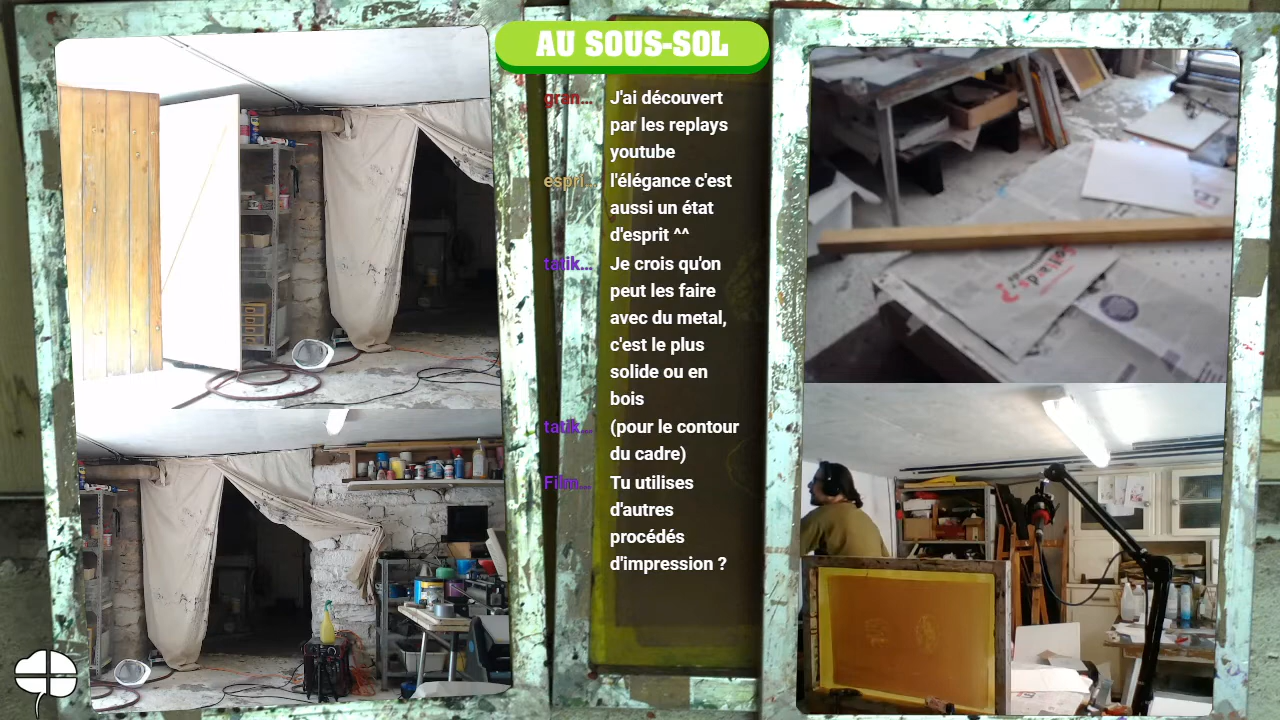 AU SOUS-SOL
gran... J'ai découvert
par les replays
youtube
espri... l'élégance c'est
aussi un état
d'esprit ^^
tatik... Je crois qu'on
peut les faire
avec du metal,
c'est le plus
solide ou en
bois
tatik... (pour le contour
du cadre)
Film... Tu utilises
d'autres
procédés
d'impression ?